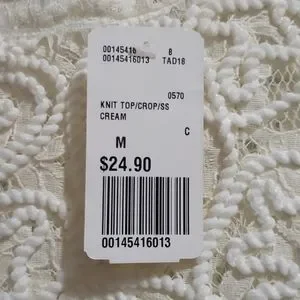 00145416 8
00145416013 TAD18
0570
KNIT TOP/CROP/SS
CREAM
M C
$24.90
00145416013